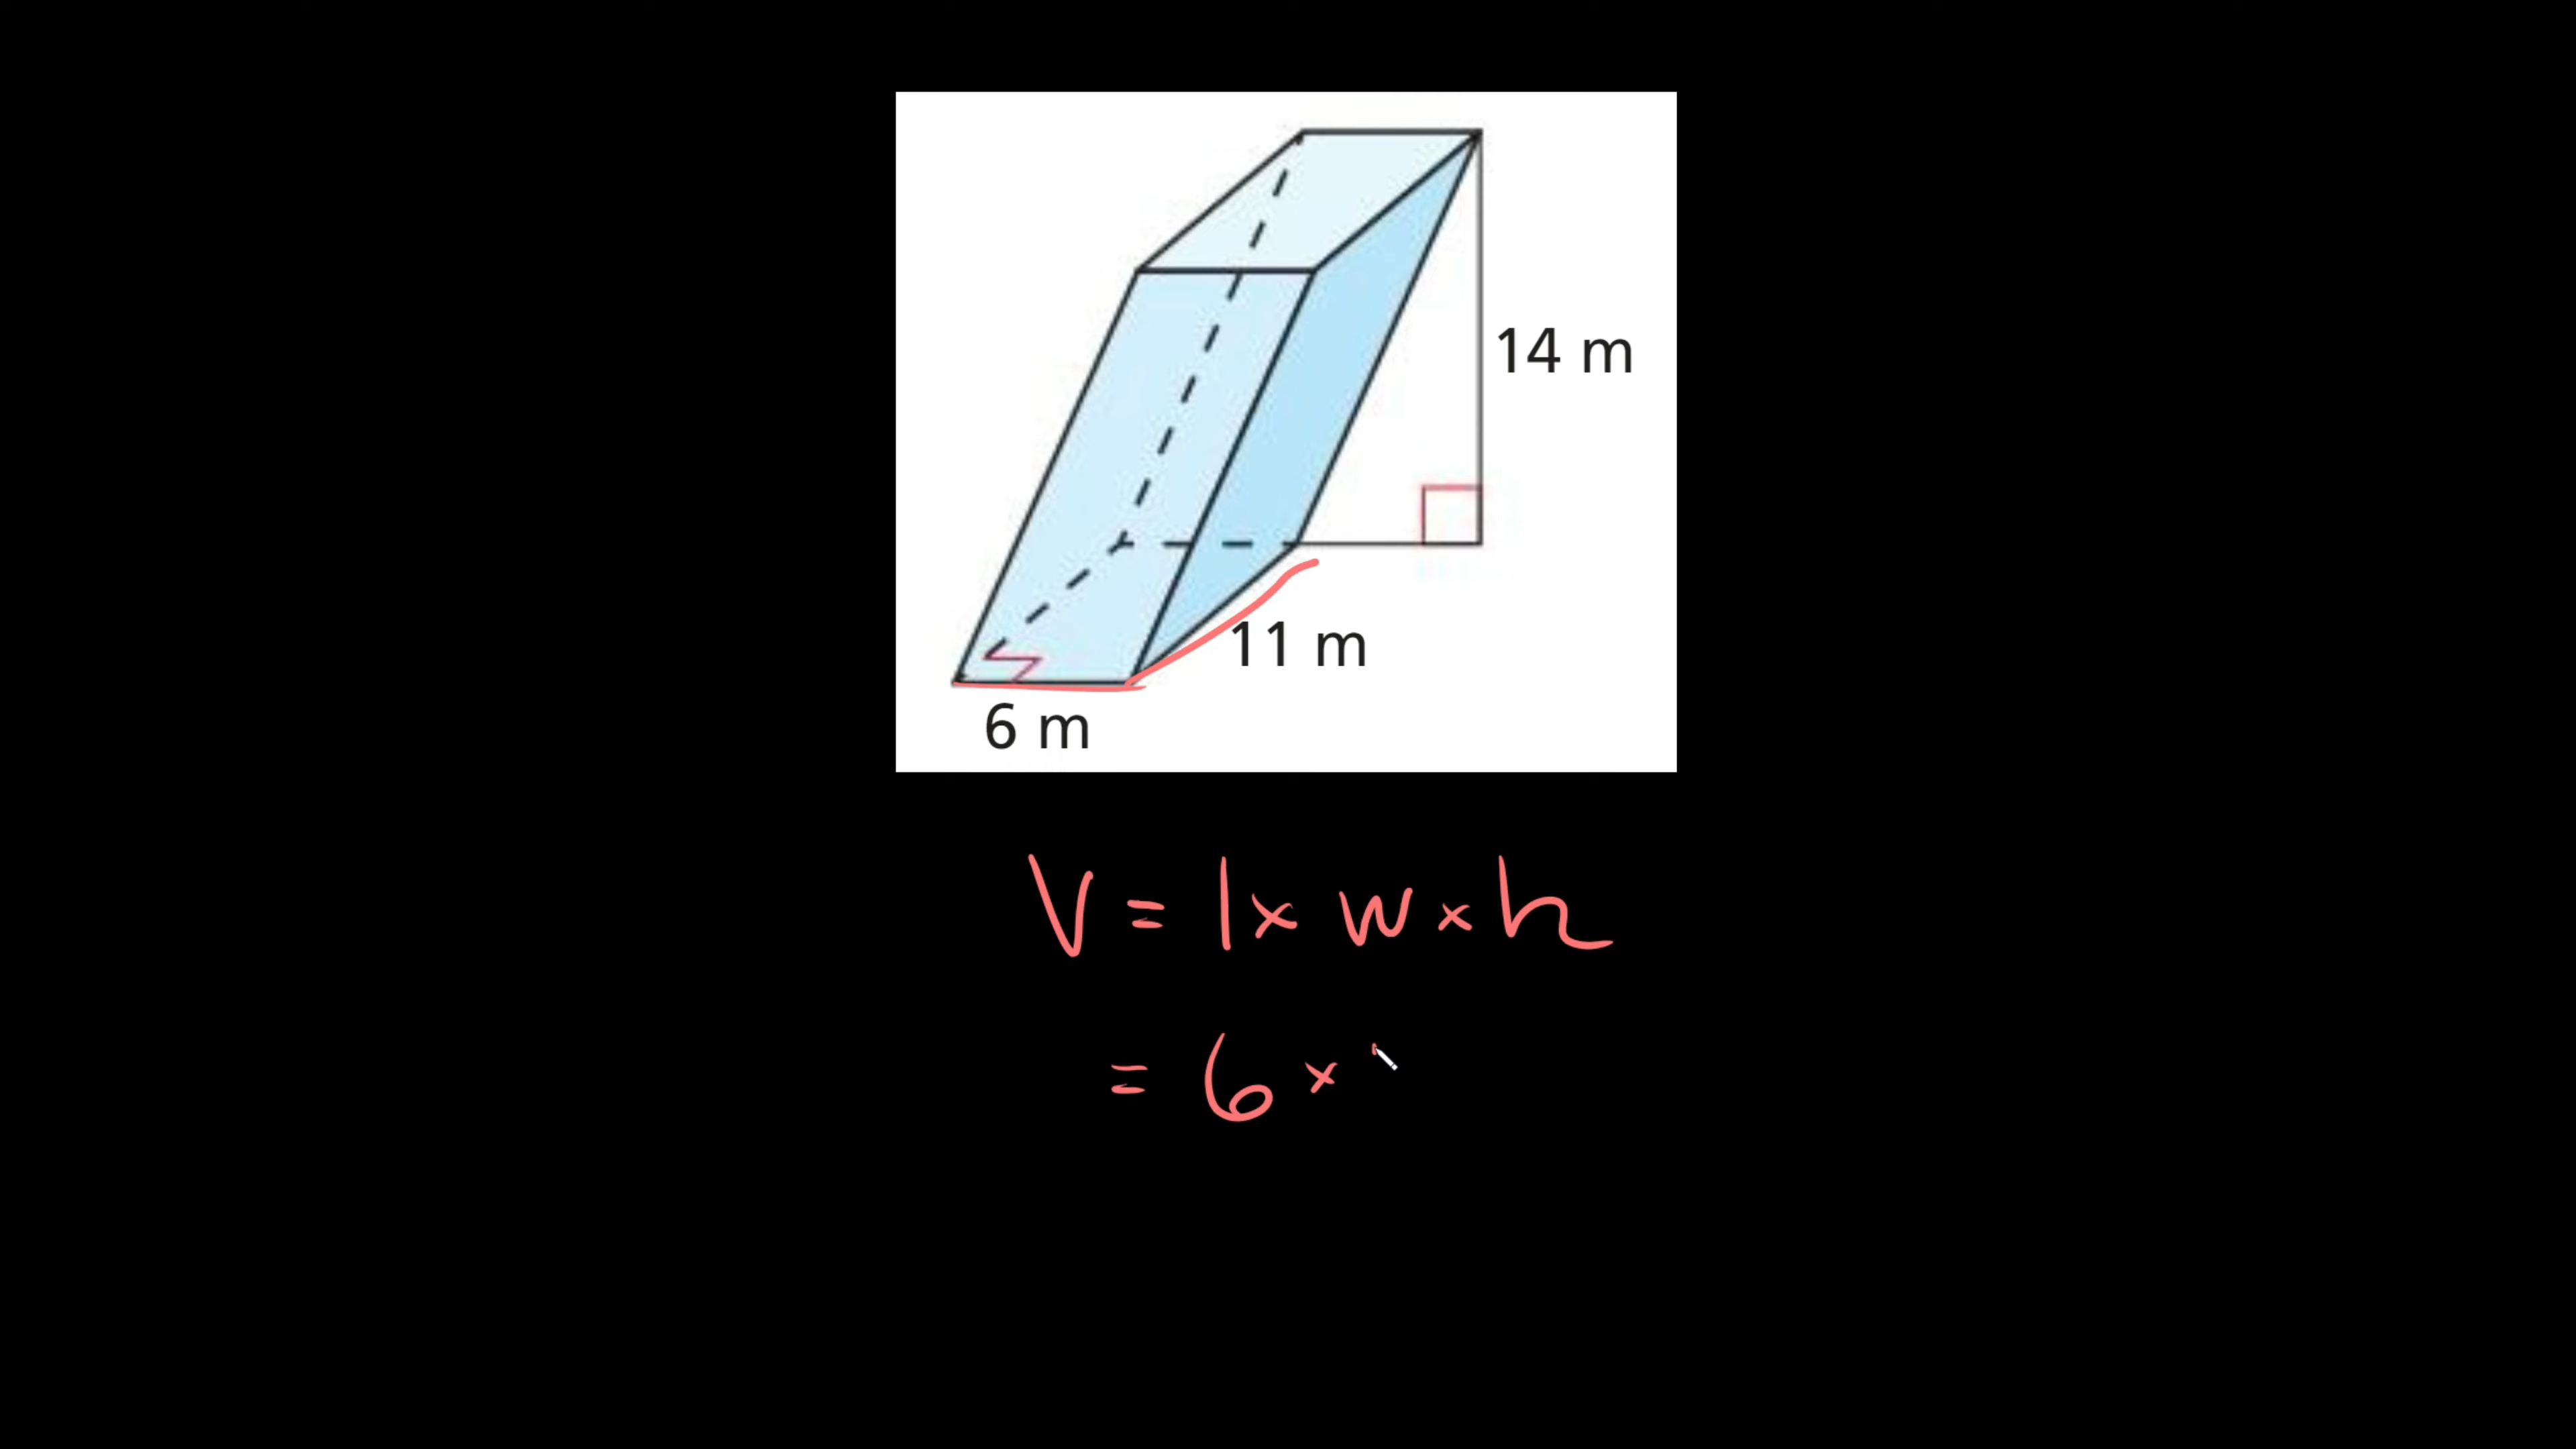 14 m
11 m
6 m
V = l × w × h
= 6 ×